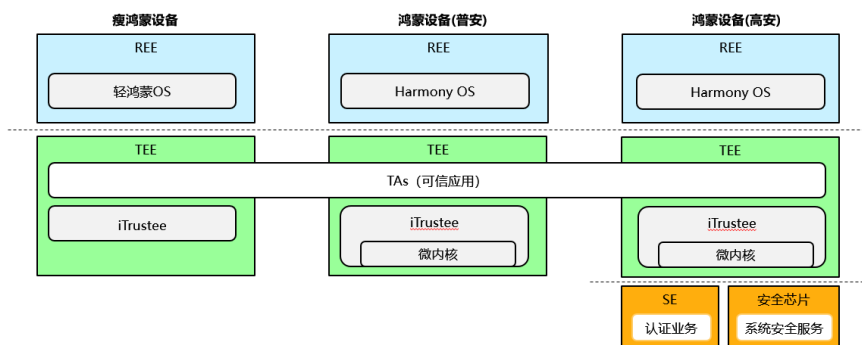 瘦鸿蒙设备
鸿蒙设备(普安)
鸿蒙设备(高安)
REE
REE
REE
轻鸿蒙OS
Harmony OS
Harmony OS
TEE
TEE
TEE
TAs（可信应用）
iTrustee
iTrustee
iTrustee
微内核
微内核
SE
安全芯片
认证业务
系统安全服务